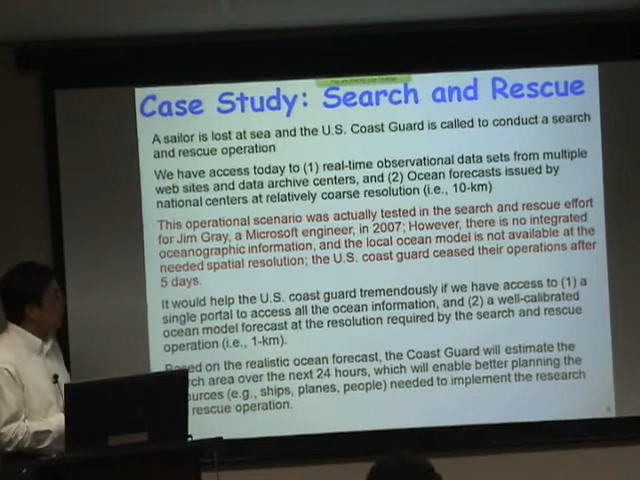 Case Study: Search and Rescue
A sailor is lost at sea and the U.S. Coast Guard is called to conduct a search
and rescue operation
We have access today to (1) real-time observational data sets from multiple
web sites and data archive centers, and (2) Ocean forecasts issued by
national centers at relatively coarse resolution (i.e., 10-km)
This operational scenario was actually tested in the search and rescue effort
for Jim Gray, a Microsoft engineer, in 2007; However, there is no integrated
oceanographic information, and the local ocean model is not available at the
needed spatial resolution; the U.S. coast guard ceased their operations after
5 days.
It would help the U.S. coast guard tremendously if we have access to (1) a
single portal to access all the ocean information, and (2) a well-calibrated
ocean model forecast at the resolution required by the search and rescue
operation (i.e., 1-km).
on the realistic ocean forecast, the Coast Guard will estimate the
area over the next 24 hours, which will enable better planning the
(e.g., ships, planes, people) needed to implement the research
rescue operation.